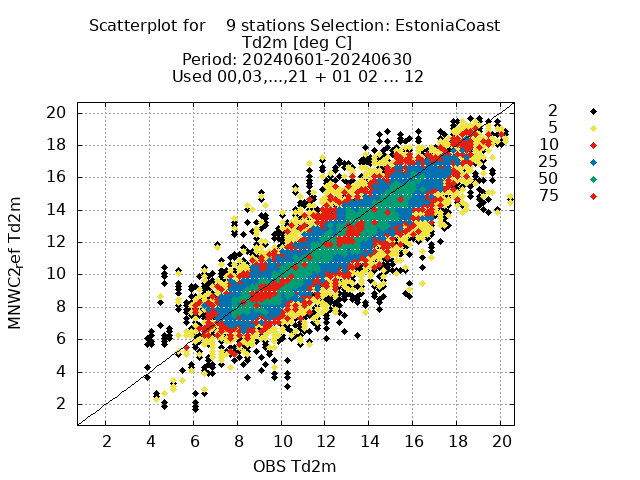 Scatterplot for 9 stations Selection: EstoniaCoast
Td2m [deg C]
Period: 20240601-20240630
Used 00,03,...,21 + 01 02 ... 12
2
5
10
25
50
75
20
18
16
14
12
10
8
6
4
2
MNWC2ref Td2m
2 4 6 8 10 12 14 16 18 20
OBS Td2m